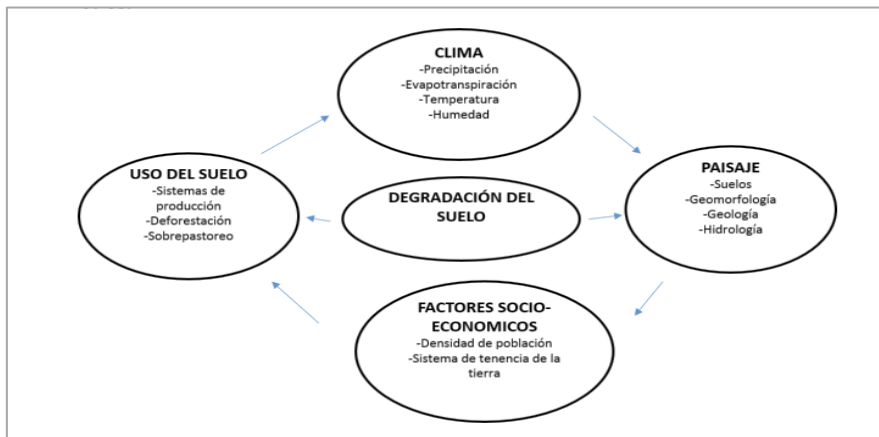 CLIMA
-Precipitación
-Evapotranspiración
-Temperatura
-Humedad
USO DEL SUELO
-Sistemas de
producción
-Deforestación
-Sobrepastoreo
DEGRADACIÓN DEL
SUELO
PAISAJE
-Suelos
-Geomorfología
-Geología
-Hidrología
FACTORES SOCIO-
ECONOMICOS
-Densidad de población
-Sistema de tenencia de la
tierra